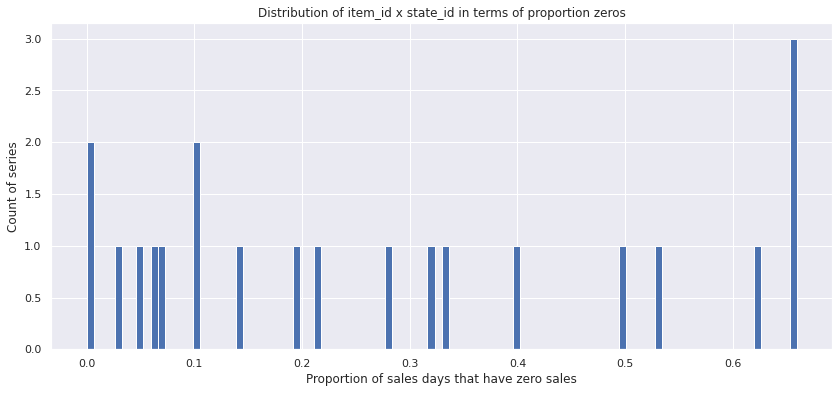 Distribution of item_id x state_id in terms of proportion zeros
3.0
2.5
2.0
1.5
1.0
0.5
0.0
Count of series
0.0 0.1 0.2 0.3 0.4 0.5 0.6
Proportion of sales days that have zero sales